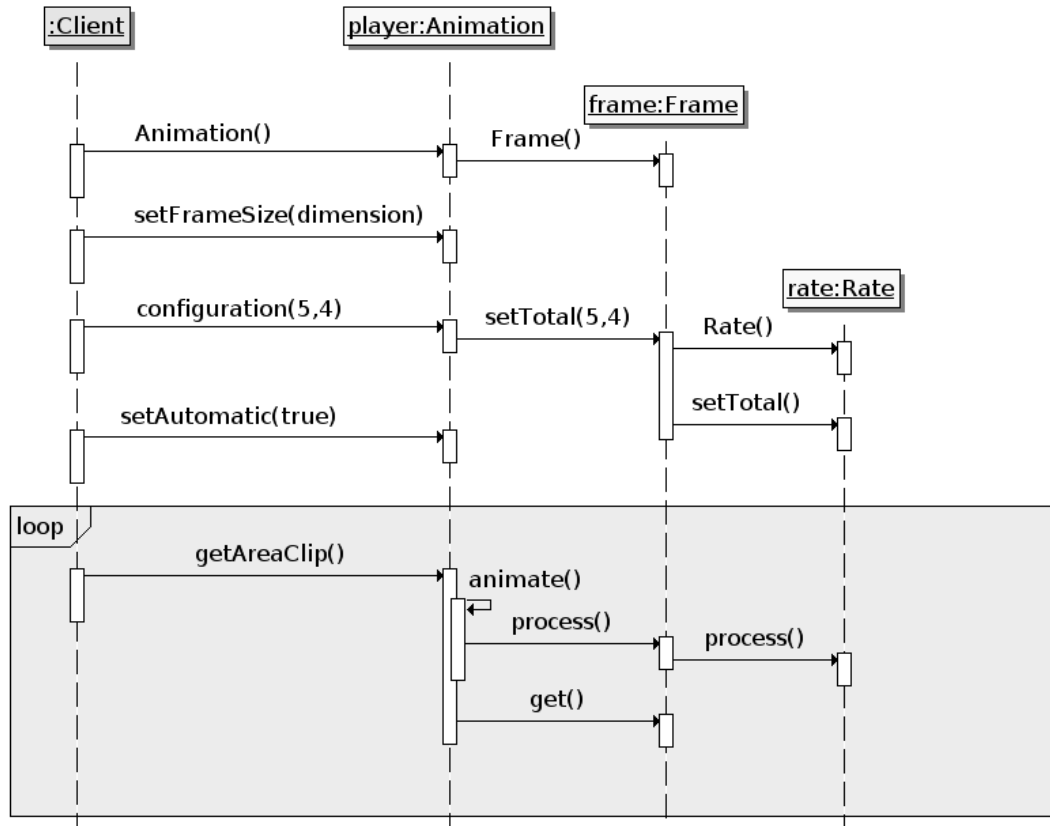 :Client
player:Animation
frame:Frame
Animation()
Frame()
setFrameSize(dimension)
rate:Rate
configuration(5,4)
setTotal(5,4)
Rate()
setAutomatic(true)
setTotal()
loop
getAreaClip()
animate()
process()
process()
get()